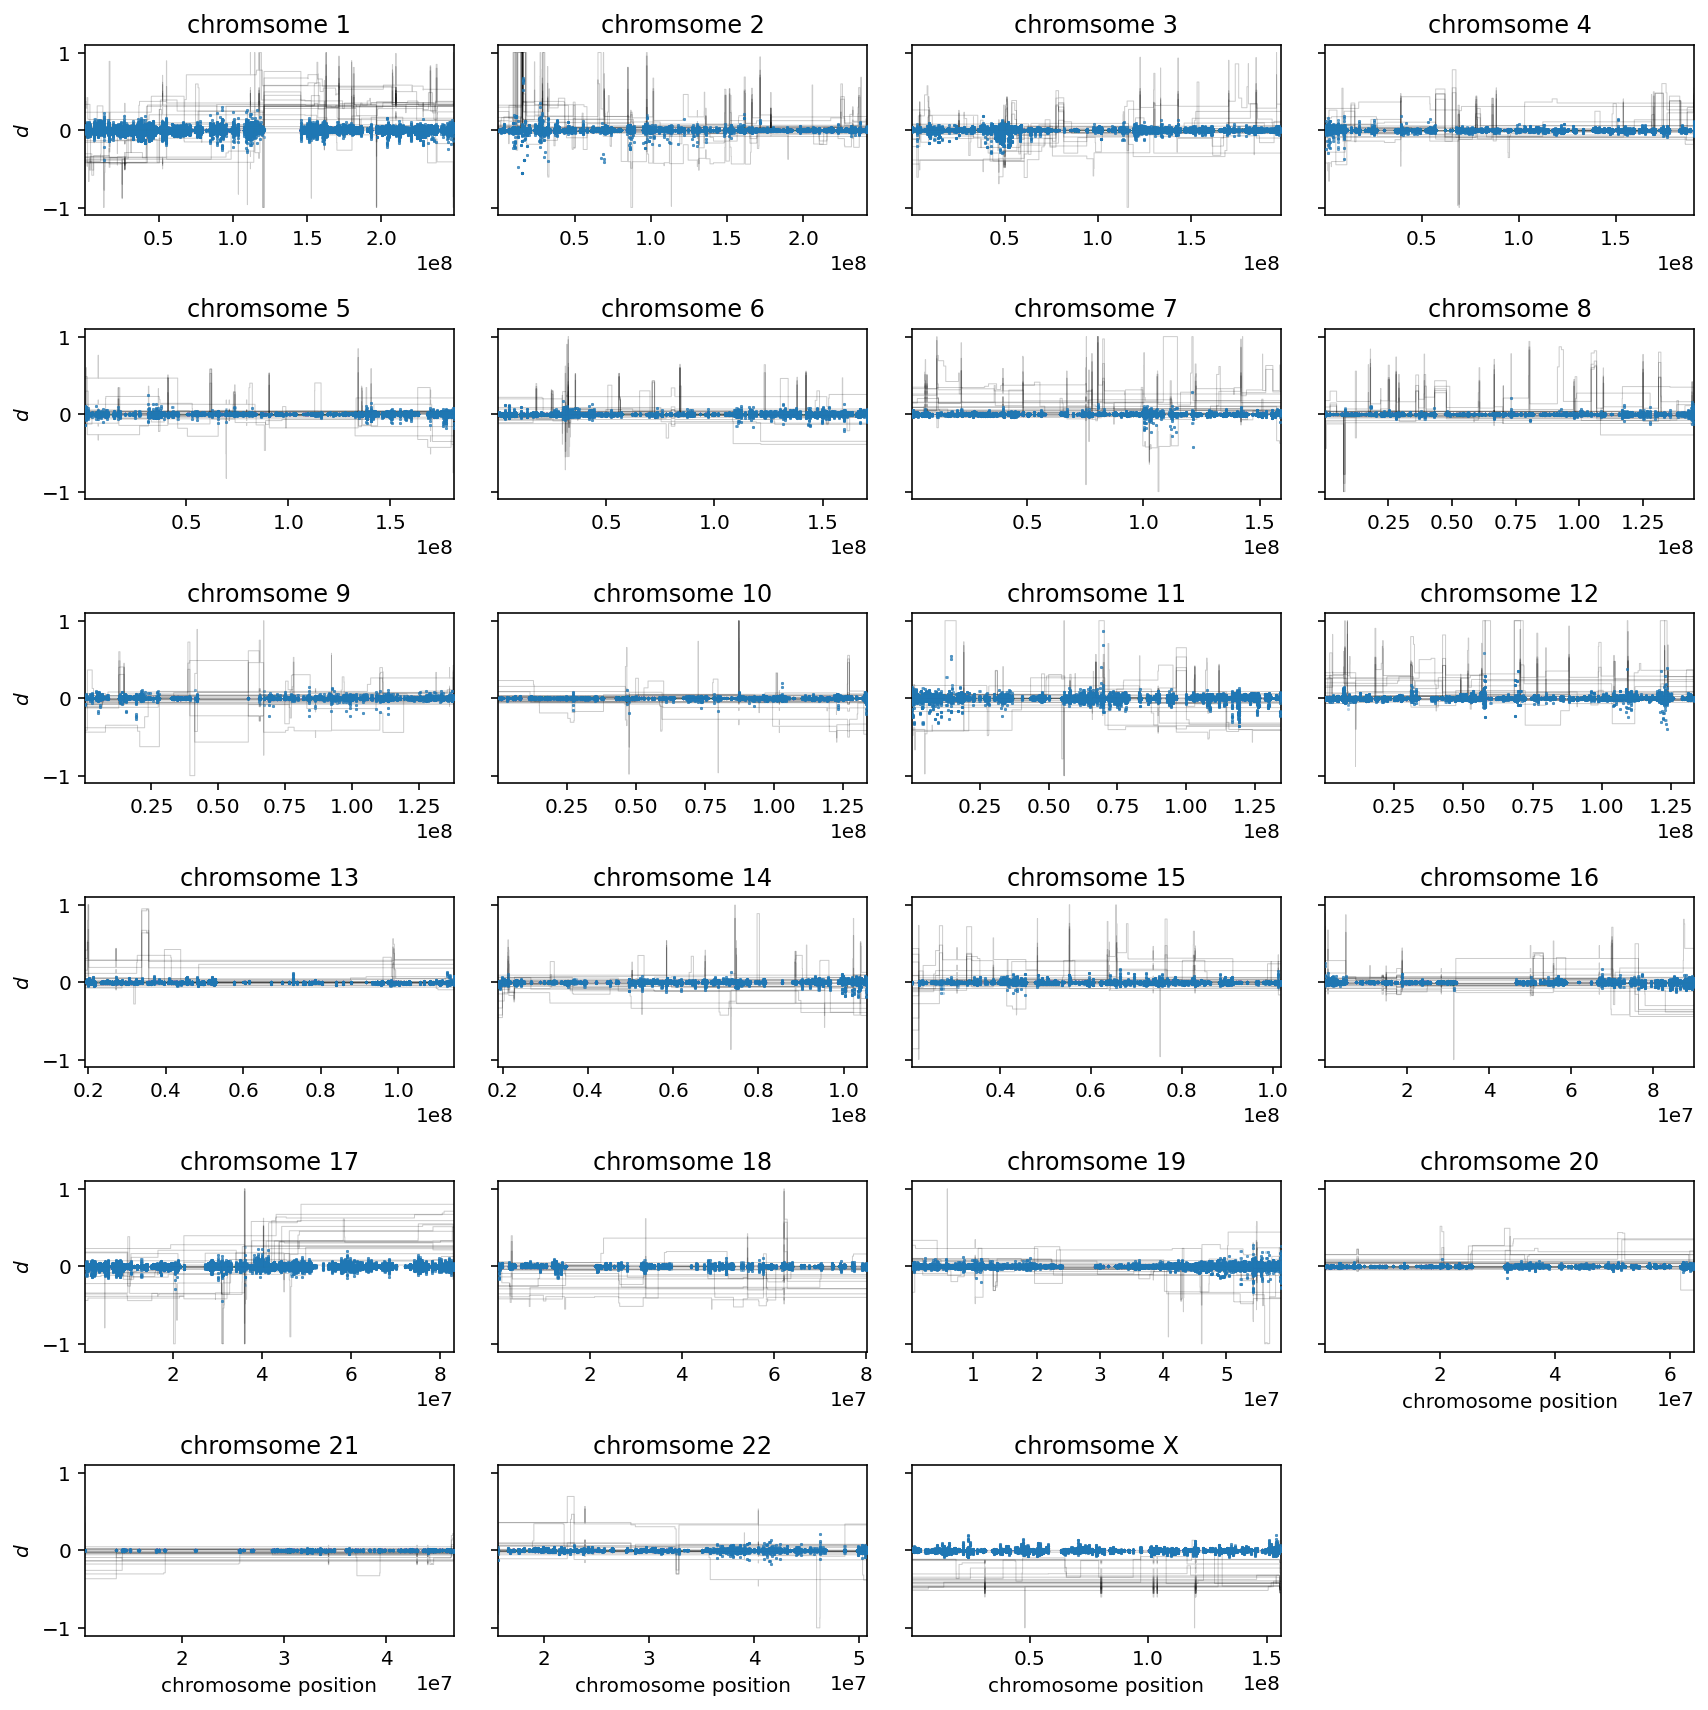 chromsome 1 chromsome 2 chromsome 3 chromsome 4
1
d 0
−1
0.5 1.0 1.5 2.0 0.5 1.0 1.5 2.0 0.5 1.0 1.5 0.5 1.0 1.5
1e8 1e8 1e8 1e8
chromsome 5 chromsome 6 chromsome 7 chromsome 8
1
d 0
−1
0.5 1.0 1.5 0.5 1.0 1.5 0.5 1.0 1.5 0.25 0.50 0.75 1.00 1.25
1e8 1e8 1e8 1e8
chromsome 9 chromsome 10 chromsome 11 chromsome 12
1
d 0
−1
0.25 0.50 0.75 1.00 1.25 0.25 0.50 0.75 1.00 1.25 0.25 0.50 0.75 1.00 1.25 0.25 0.50 0.75 1.00 1.25
1e8 1e8 1e8 1e8
chromsome 13 chromsome 14 chromsome 15 chromsome 16
1
d 0
−1
0.2 0.4 0.6 0.8 1.0 0.2 0.4 0.6 0.8 1.0 0.4 0.6 0.8 1.0 2 4 6 8
1e8 1e8 1e8 1e7
chromsome 17 chromsome 18 chromsome 19 chromsome 20
1
d 0
−1
2 4 6 8 2 4 6 8 1 2 3 4 5 2 4 6
1e7 1e7 1e7 chromosome position 1e7
chromsome 21 chromsome 22 chromsome X
1
d 0
−1
2 3 4 2 3 4 5 0.5 1.0 1.5
chromosome position 1e7 chromosome position 1e7 chromosome position 1e8